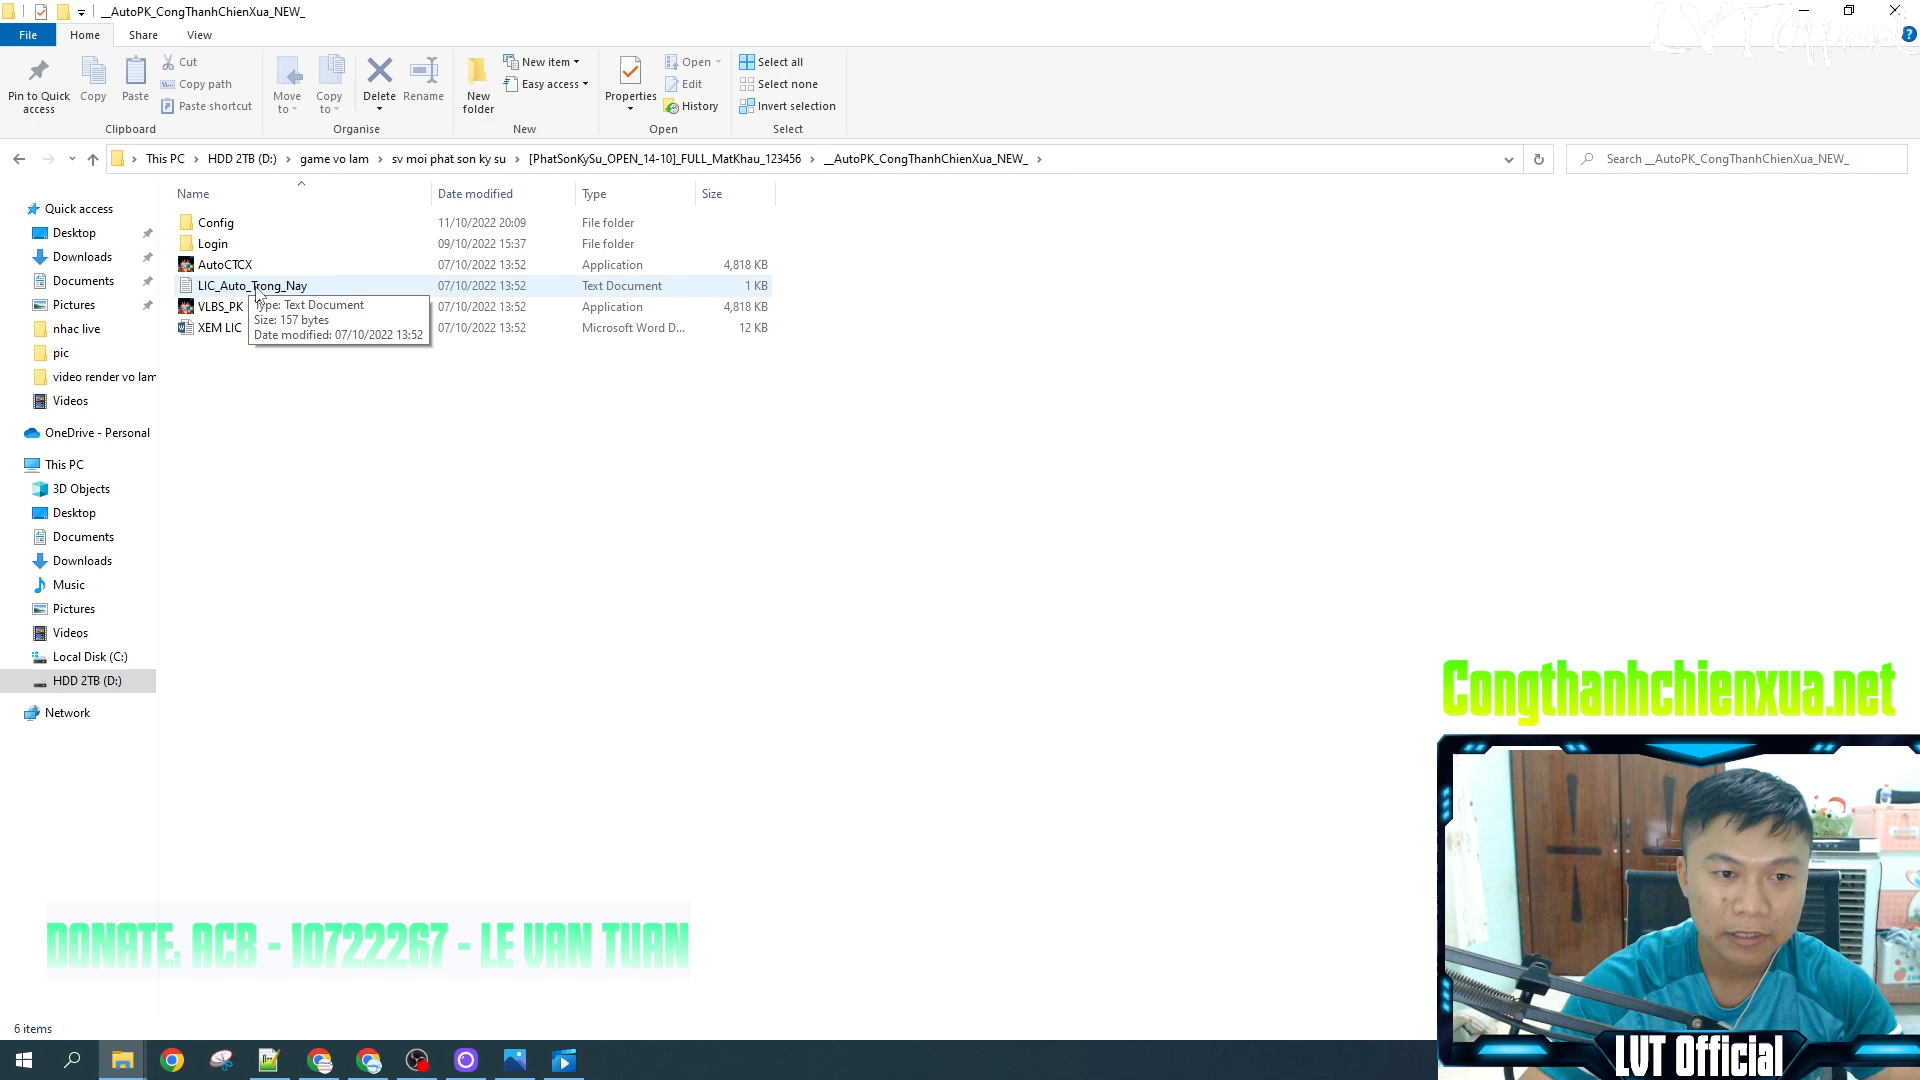 __AutoPK_CongThanhChienXua_NEW_
File Home Share View
Pin to Quick access
Copy
Paste
Cut
Copy path
Paste shortcut
Clipboard
Move to
Copy to
Delete
Rename
Organise
New folder
New item
Easy access
New
Properties
Open
Edit
History
Open
Select all
Select none
Invert selection
Select
This PC > HDD 2TB (D:) > game vo lam > sv moi phat son ky su > [PhatSonKySu_OPEN_14-10]_FULL_MatKhau_123456 > __AutoPK_CongThanhChienXua_NEW_ >
Search __AutoPK_CongThanhChienXua_NEW_
Name Date modified Type Size
Config 11/10/2022 20:09 File folder
Login 09/10/2022 15:37 File folder
AutoCTCX 07/10/2022 13:52 Application 4,818 KB
LIC_Auto_Trong_Nay 07/10/2022 13:52 Text Document 1 KB
VLBS_PK 07/10/2022 13:52 Application 4,818 KB
XEM LIC 07/10/2022 13:52 Microsoft Word D... 12 KB
Type: Text Document
Size: 157 bytes
Date modified: 07/10/2022 13:52
Quick access
Desktop
Downloads
Documents
Pictures
nhac live
pic
video render vo lam
Videos
OneDrive - Personal
This PC
3D Objects
Desktop
Documents
Downloads
Music
Pictures
Videos
Local Disk (C:)
HDD 2TB (D:)
Network
6 items
LVT Official
Congthanhchienxua.net
DONATE: ACB - 10722267 - LE VAN TUAN
LVT Official